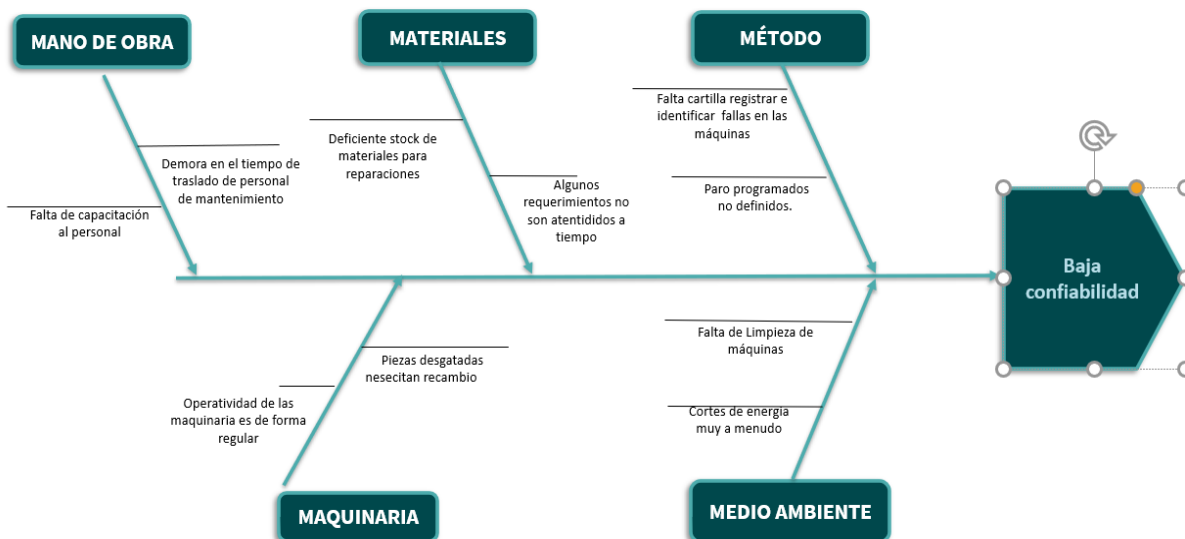 MANO DE OBRA
MATERIALES
MÉTODO
Falta cartilla registrar e
identificar fallas en las
máquinas
Deficiente stock de
materiales para
reparaciones
Demora en el tiempo de
traslado de personal
de mantenimiento
Algunos
requerimientos no
son atentididos a
tiempo
Paro programados
no definidos.
Falta de capacitación
al personal
Baja
confiabilidad
Falta de Limpieza de
máquinas
Piezas desgatadas
nesecitan recambio
Operatividad de las
maquinaria es de forma
regular
Cortes de energia
muy a menudo
MAQUINARIA
MEDIO AMBIENTE